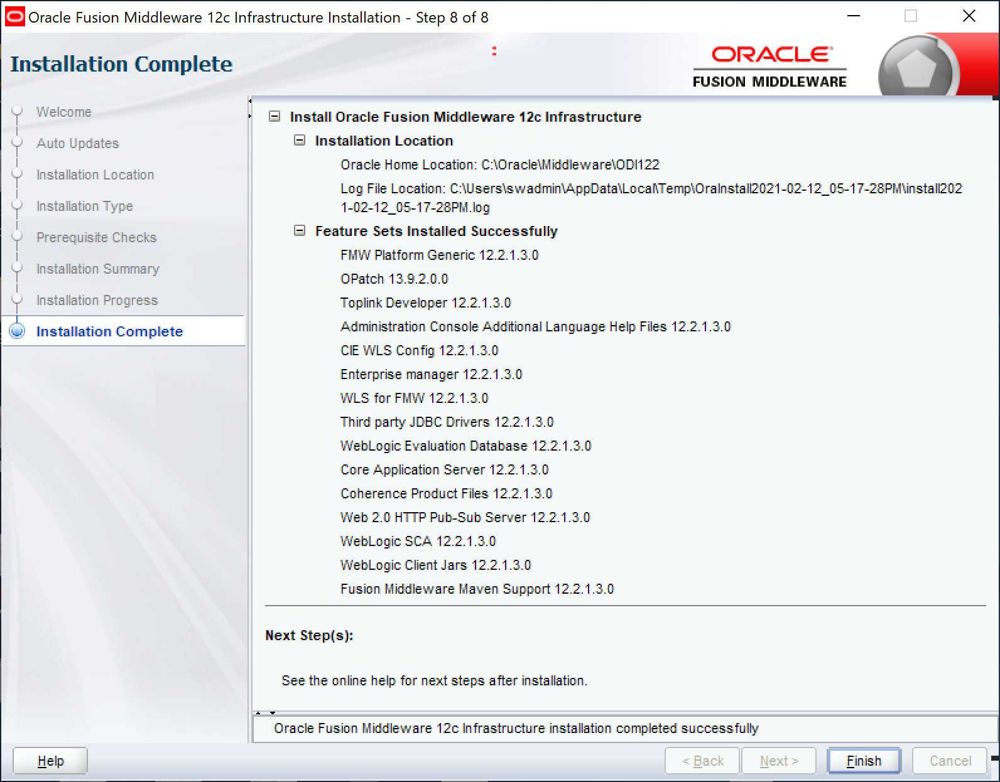 Oracle Fusion Middleware 12c Infrastructure Installation - Step 8 of 8
Installation Complete
ORACLE
FUSION MIDDLEWARE
Welcome
Auto Updates
Installation Location
Installation Type
Prerequisite Checks
Installation Summary
Installation Progress
Installation Complete
Install Oracle Fusion Middleware 12c Infrastructure
Installation Location
Oracle Home Location: C:\Oracle\Middleware\ODI122
Log File Location: C:\Users\swadmin\AppData\Local\Temp\OraInstall2021-02-12_05-17-28PM\install202
1-02-12_05-17-28PM.log
Feature Sets Installed Successfully
FMW Platform Generic 12.2.1.3.0
OPatch 13.9.2.0.0
Toplink Developer 12.2.1.3.0
Administration Console Additional Language Help Files 12.2.1.3.0
CIE WLS Config 12.2.1.3.0
Enterprise manager 12.2.1.3.0
WLS for FMW 12.2.1.3.0
Third party JDBC Drivers 12.2.1.3.0
WebLogic Evaluation Database 12.2.1.3.0
Core Application Server 12.2.1.3.0
Coherence Product Files 12.2.1.3.0
Web 2.0 HTTP Pub-Sub Server 12.2.1.3.0
WebLogic SCA 12.2.1.3.0
WebLogic Client Jars 12.2.1.3.0
Fusion Middleware Maven Support 12.2.1.3.0
Next Step(s):
See the online help for next steps after installation.
Oracle Fusion Middleware 12c Infrastructure installation completed successfully
Help
< Back
Next >
Finish
Cancel